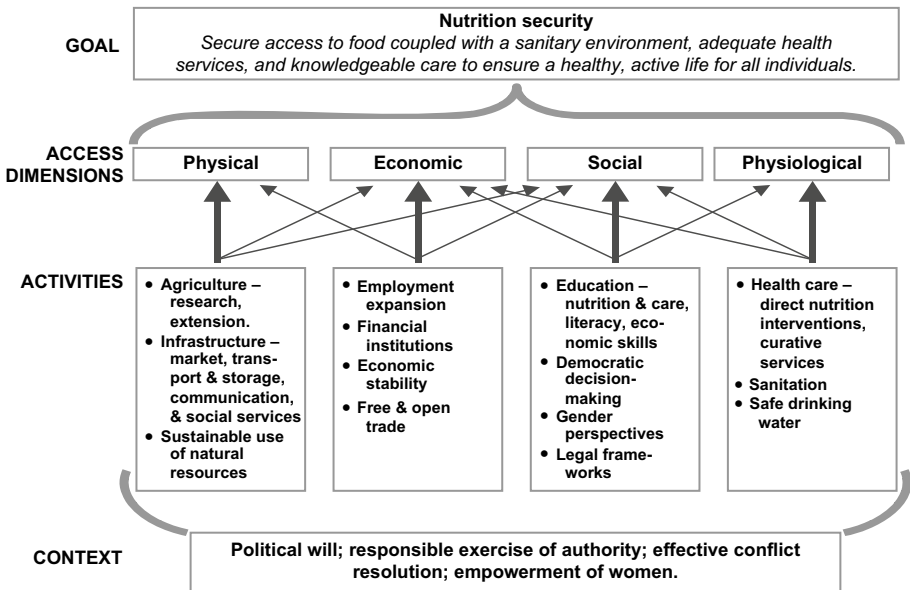 GOAL
Nutrition security
Secure access to food coupled with a sanitary environment, adequate health
services, and knowledgeable care to ensure a healthy, active life for all individuals.
ACCESS
DIMENSIONS
Physical
Economic
Social
Physiological
ACTIVITIES
• Agriculture –
research,
extension.
• Infrastructure –
market, trans-
port & storage,
communication,
& social services
• Sustainable use
of natural
resources
• Employment
expansion
• Financial
institutions
• Economic
stability
• Free & open
trade
• Education –
nutrition & care,
literacy, eco-
nomic skills
• Democratic
decision-
making
• Gender
perspectives
• Legal frame-
works
• Health care –
direct nutrition
interventions,
curative
services
• Sanitation
• Safe drinking
water
CONTEXT
Political will; responsible exercise of authority; effective conflict
resolution; empowerment of women.